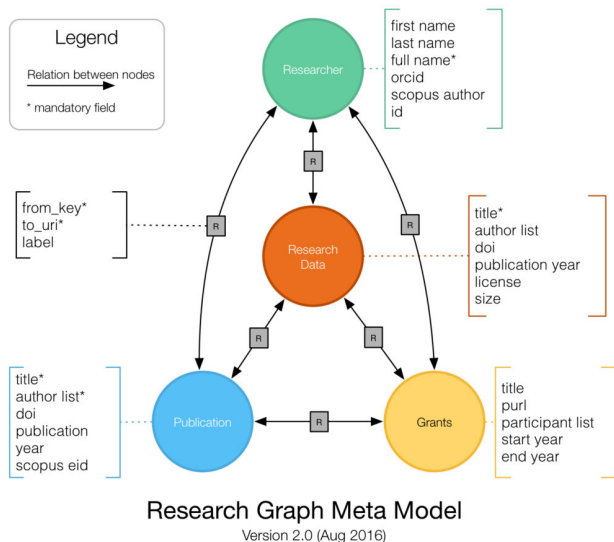 Legend
Relation between nodes
* mandatory field
Researcher
first name
last name
full name*
orcid
scopus author
id
R
R
R
from_key*
to_uri*
label
Research
Data
title*
author list
doi
publication year
license
size
R
R
title*
author list*
doi
publication
year
scopus eid
Publication
R
Grants
title
purl
participant list
start year
end year
Research Graph Meta Model
Version 2.0 (Aug 2016)